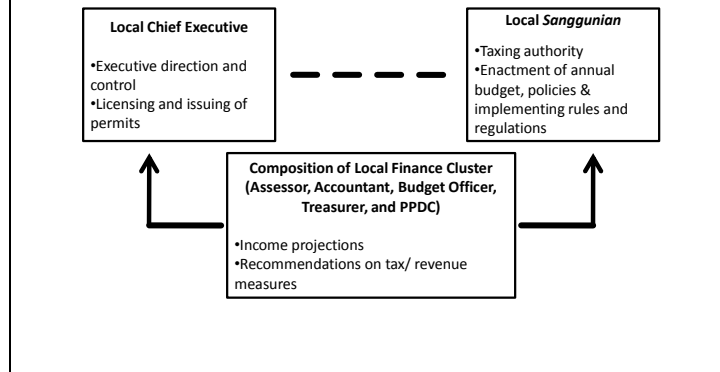 Local Chief Executive
•Executive direction and
control
•Licensing and issuing of
permits
Local Sanggunian
•Taxing authority
•Enactment of annual
budget, policies &
implementing rules and
regulations
Composition of Local Finance Cluster
(Assessor, Accountant, Budget Officer,
Treasurer, and PPDC)
•Income projections
•Recommendations on tax/ revenue
measures